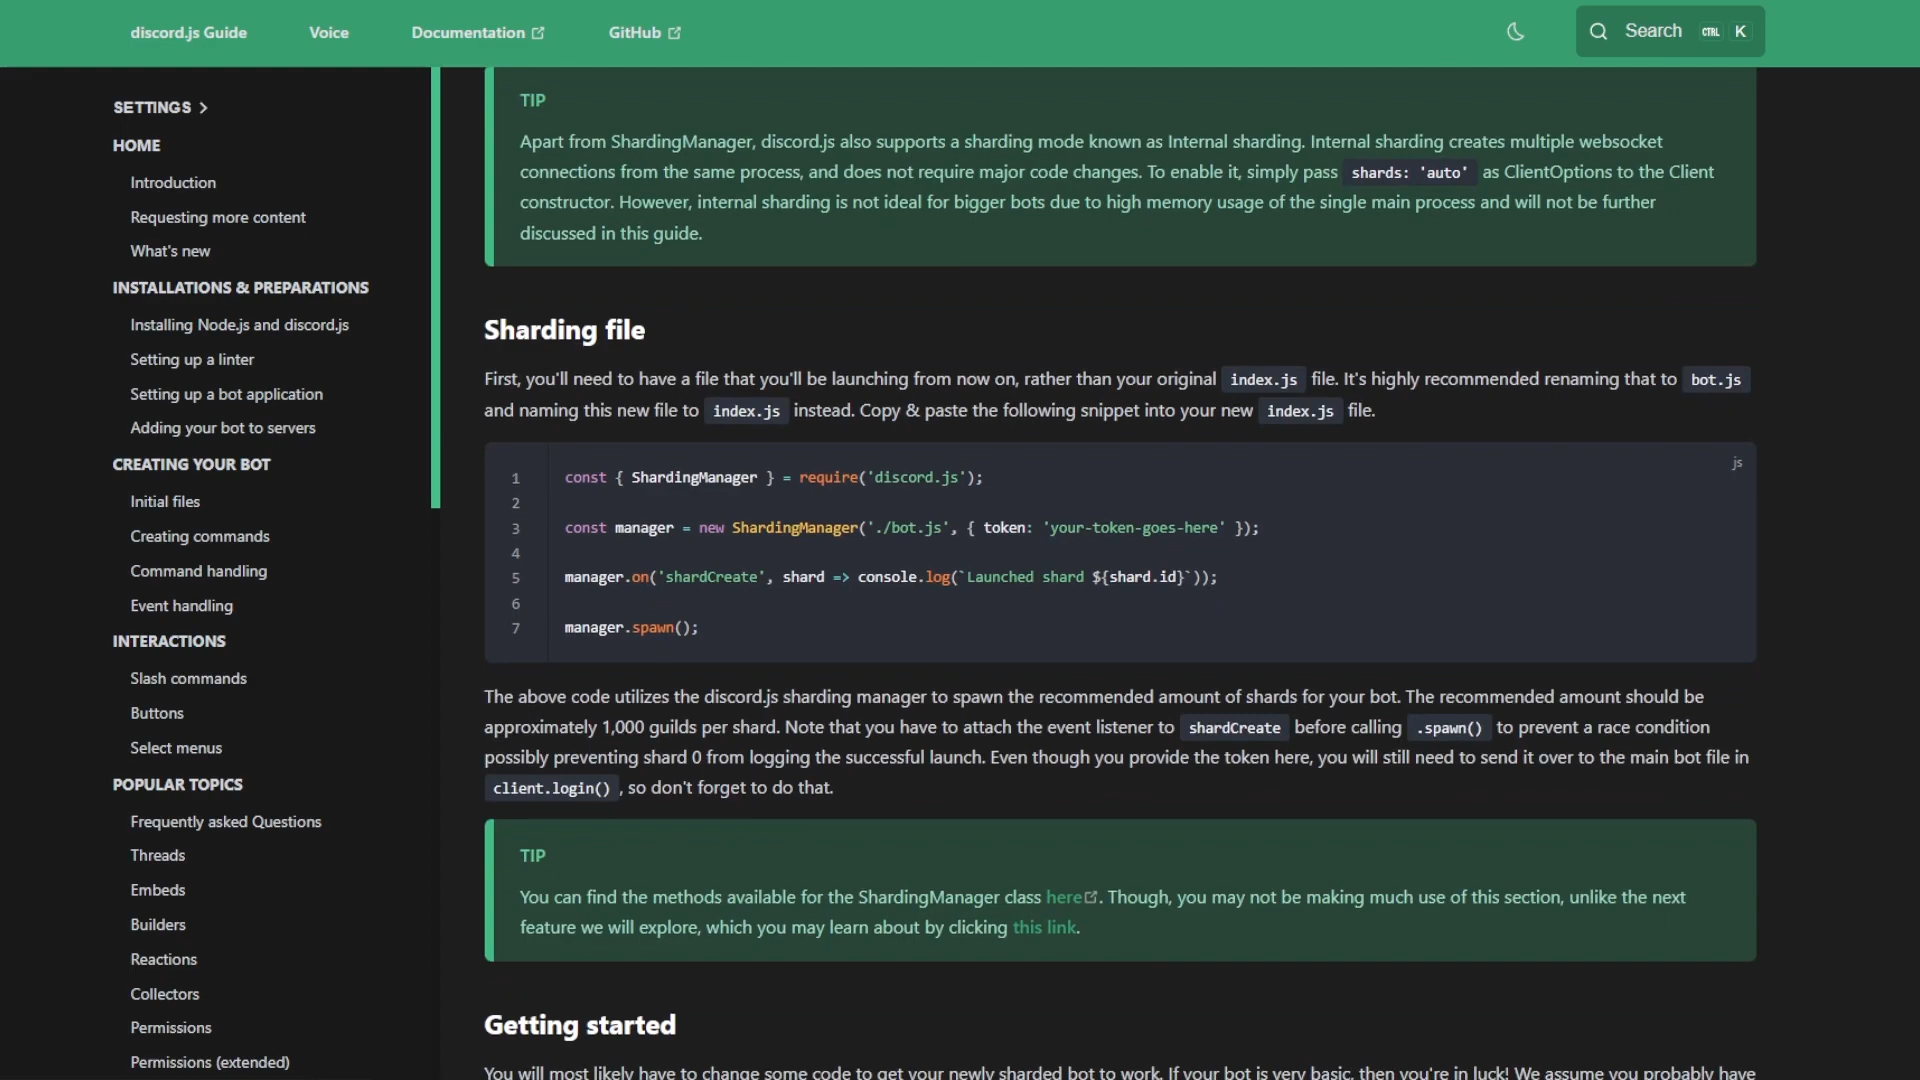 discord.js Guide
Voice
Documentation
GitHub
Search CTRL K
SETTINGS
HOME
Introduction
Requesting more content
What's new
INSTALLATIONS & PREPARATIONS
Installing Node.js and discord.js
Setting up a linter
Setting up a bot application
Adding your bot to servers
CREATING YOUR BOT
Initial files
Creating commands
Command handling
Event handling
INTERACTIONS
Slash commands
Buttons
Select menus
POPULAR TOPICS
Frequently asked Questions
Threads
Embeds
Builders
Reactions
Collectors
Permissions
Permissions (extended)
TIP
Apart from ShardingManager, discord.js also supports a sharding mode known as Internal sharding. Internal sharding creates multiple websocket
connections from the same process, and does not require major code changes. To enable it, simply pass shards: 'auto' as ClientOptions to the Client
constructor. However, internal sharding is not ideal for bigger bots due to high memory usage of the single main process and will not be further
discussed in this guide.
Sharding file
First, you'll need to have a file that you'll be launching from now on, rather than your original index.js file. It's highly recommended renaming that to bot.js
and naming this new file to index.js instead. Copy & paste the following snippet into your new index.js file.
js
1 const { ShardingManager } = require('discord.js');
2
3 const manager = new ShardingManager('./bot.js', { token: 'your-token-goes-here' });
4
5 manager.on('shardCreate', shard => console.log(`Launched shard ${shard.id}`));
6
7 manager.spawn();
The above code utilizes the discord.js sharding manager to spawn the recommended amount of shards for your bot. The recommended amount should be
approximately 1,000 guilds per shard. Note that you have to attach the event listener to shardCreate before calling .spawn() to prevent a race condition
possibly preventing shard 0 from logging the successful launch. Even though you provide the token here, you will still need to send it over to the main bot file in
client.login() , so don't forget to do that.
TIP
You can find the methods available for the ShardingManager class here. Though, you may not be making much use of this section, unlike the next
feature we will explore, which you may learn about by clicking this link.
Getting started
You will most likely have to change some code to get your newly sharded bot to work. If your bot is very basic, then you're in luck! We assume you probably have